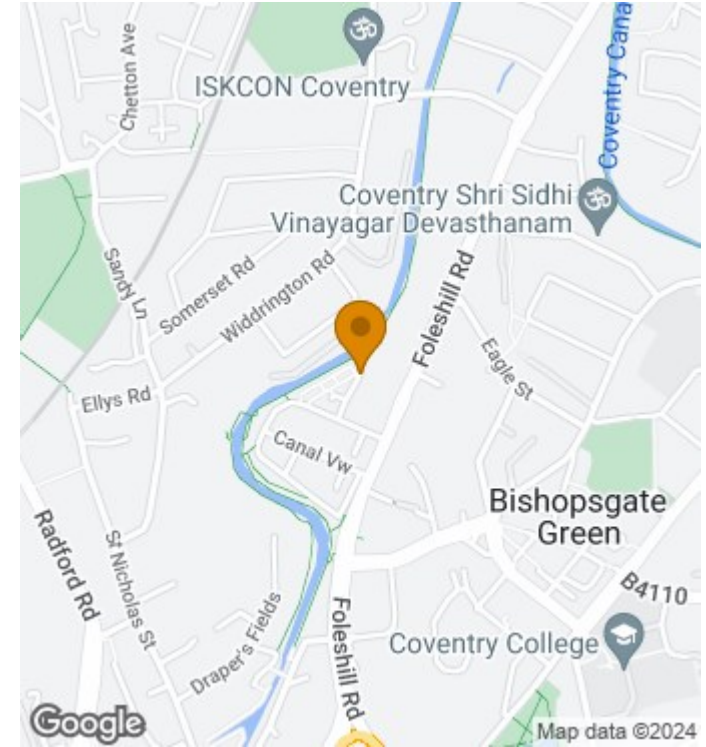 Chetton Ave
ISKCON Coventry
Coventry Cana
Coventry Shri Sidhi
Vinayagar Devasthanam
Sandy Ln
Somerset Rd
Widdrington Rd
Foleshill Rd
Eagle St
Ellys Rd
Canal Vw
Bishopsgate
Green
Radford Rd
St Nicholas St
B4110
Draper's Fields
Foleshill Rd
Coventry College
Google
Map data ©2024